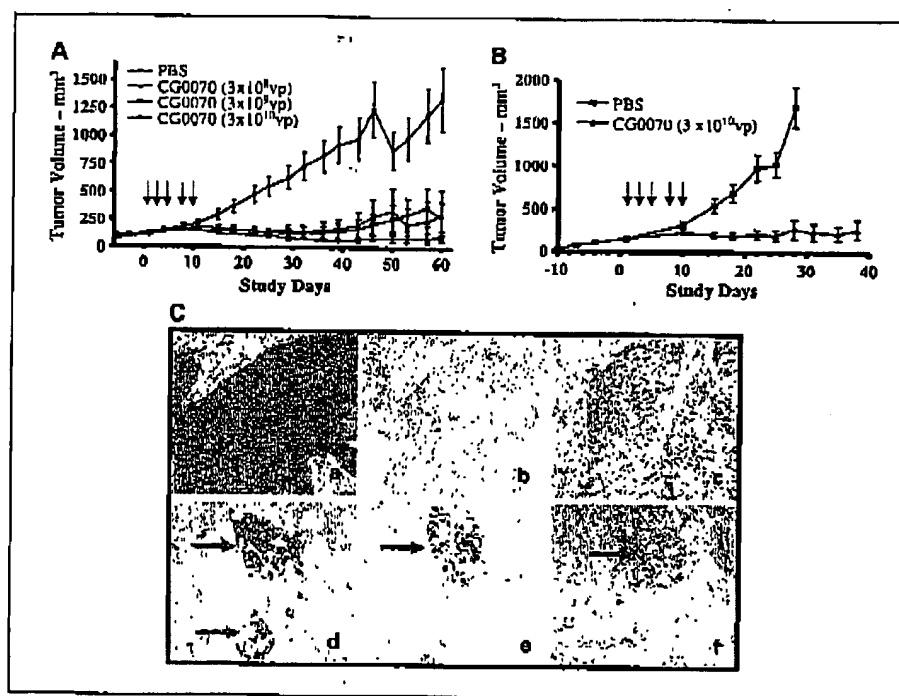 A
PBS
CG0070 (3x10⁸vp)
CG0070 (3x10⁹vp)
CG0070 (3x10¹⁰vp)
Tumor Volume - mm³
1500
1250
1000
750
500
250
0
0
10
20
30
40
50
60
Study Days
B
PBS
CG0070 (3 x10¹⁰vp)
Tumor Volume - mm³
2000
1500
1000
500
0
-10
0
10
20
30
40
Study Days
C
a
b
c
d
e
f